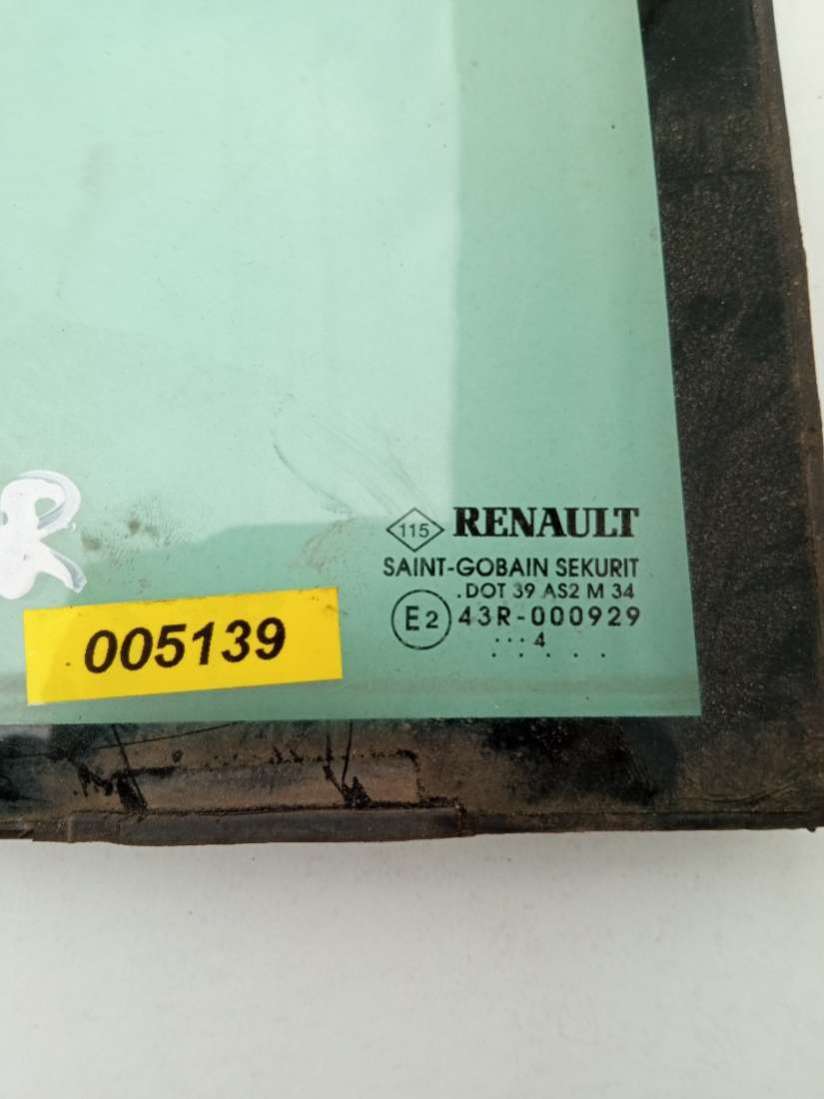 115 RENAULT
SAINT-GOBAIN SEKURIT
.DOT 39 AS2 M 34
E2 43R-000929
... 4
. . . . .
R
005139